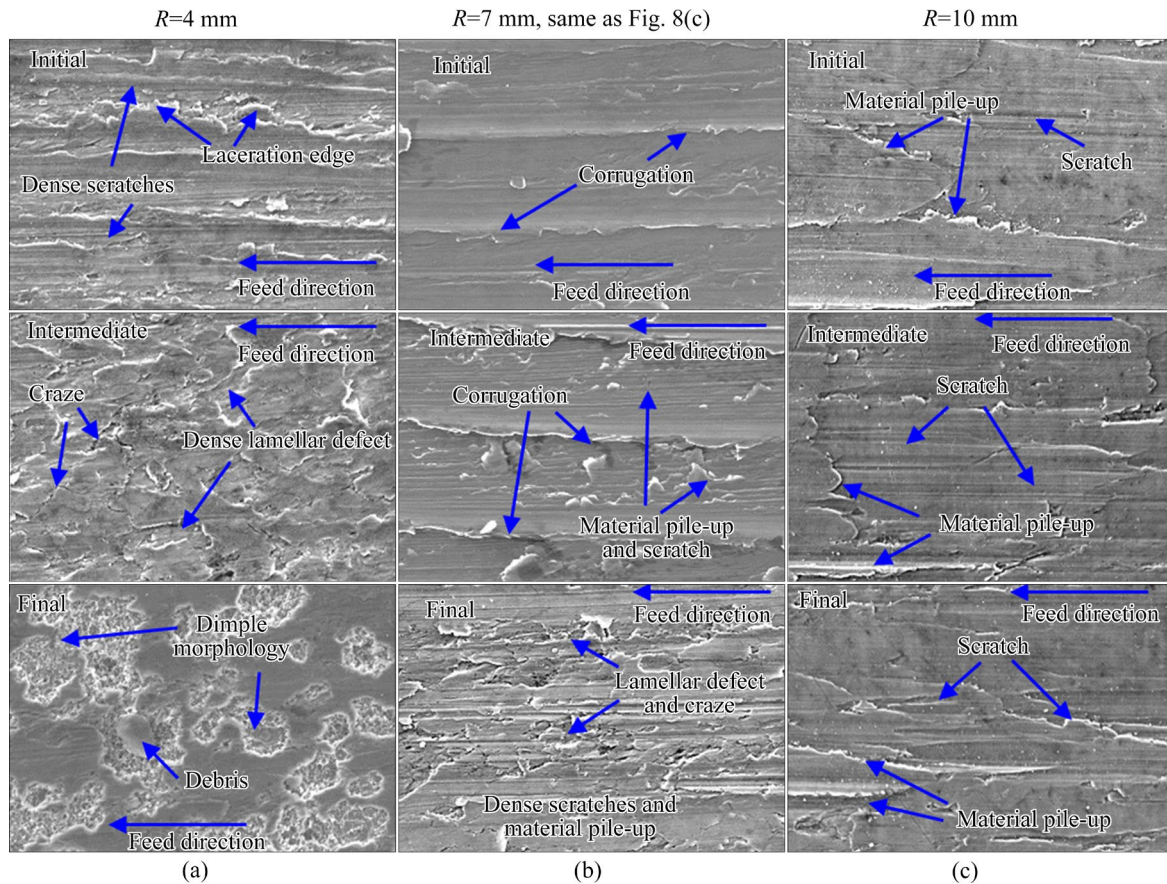 R=4 mm
R=7 mm, same as Fig. 8(c)
R=10 mm
Initial
Laceration edge
Dense scratches
Feed direction
Initial
Corrugation
Feed direction
Initial
Material pile-up
Scratch
Feed direction
Intermediate
Feed direction
Craze
Dense lamellar defect
Intermediate
Feed direction
Corrugation
Material pile-up
and scratch
Intermediate
Feed direction
Scratch
Material pile-up
Final
Dimple
morphology
Debris
Feed direction
Final
Feed direction
Lamellar defect
and craze
Dense scratches and
material pile-up
Final
Feed direction
Scratch
Material pile-up
(a)
(b)
(c)